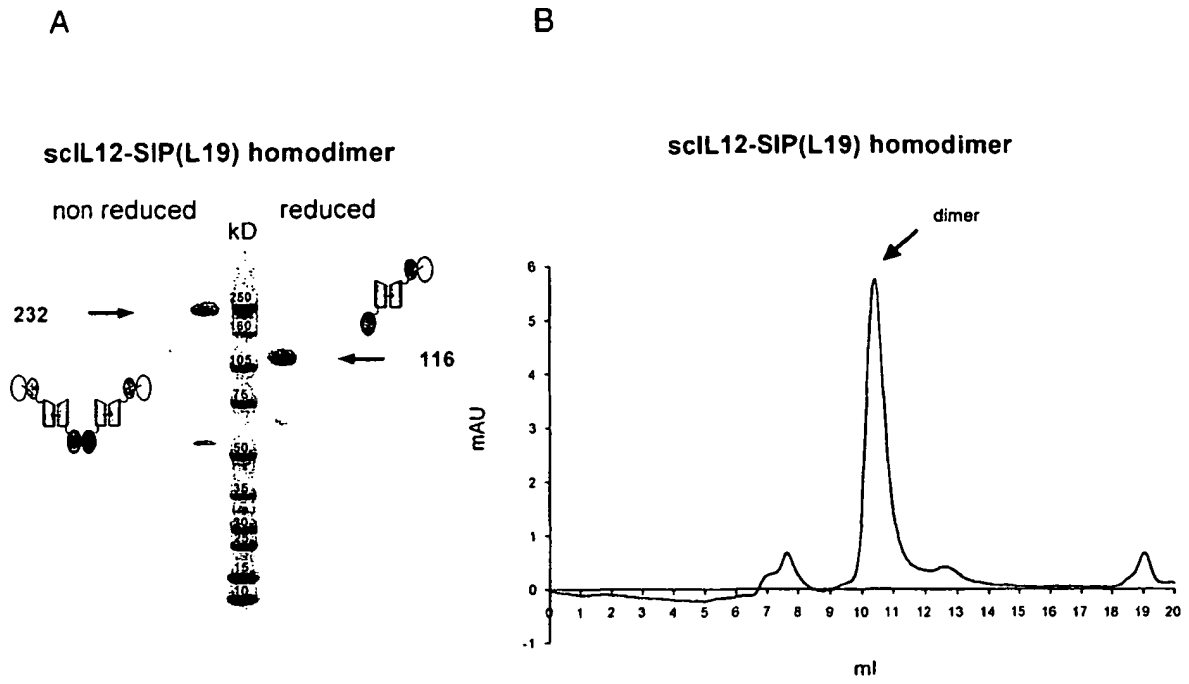 A
scIL12-SIP(L19) homodimer
non reduced
reduced
kD
232
116
250
160
105
75
50
35
30
25
15
10
B
scIL12-SIP(L19) homodimer
dimer
mAU
6
5
4
3
2
1
0
-1
0 1 2 3 4 5 6 7 8 9 10 11 12 13 14 15 16 17 18 19 20
ml